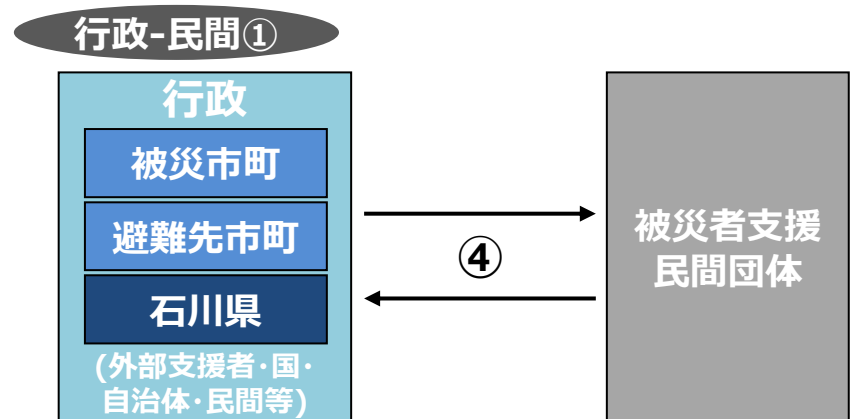 行政-民間①
行政
被災市町
避難先市町
石川県
(外部支援者・国・
自治体・民間等)
④
被災者支援
民間団体